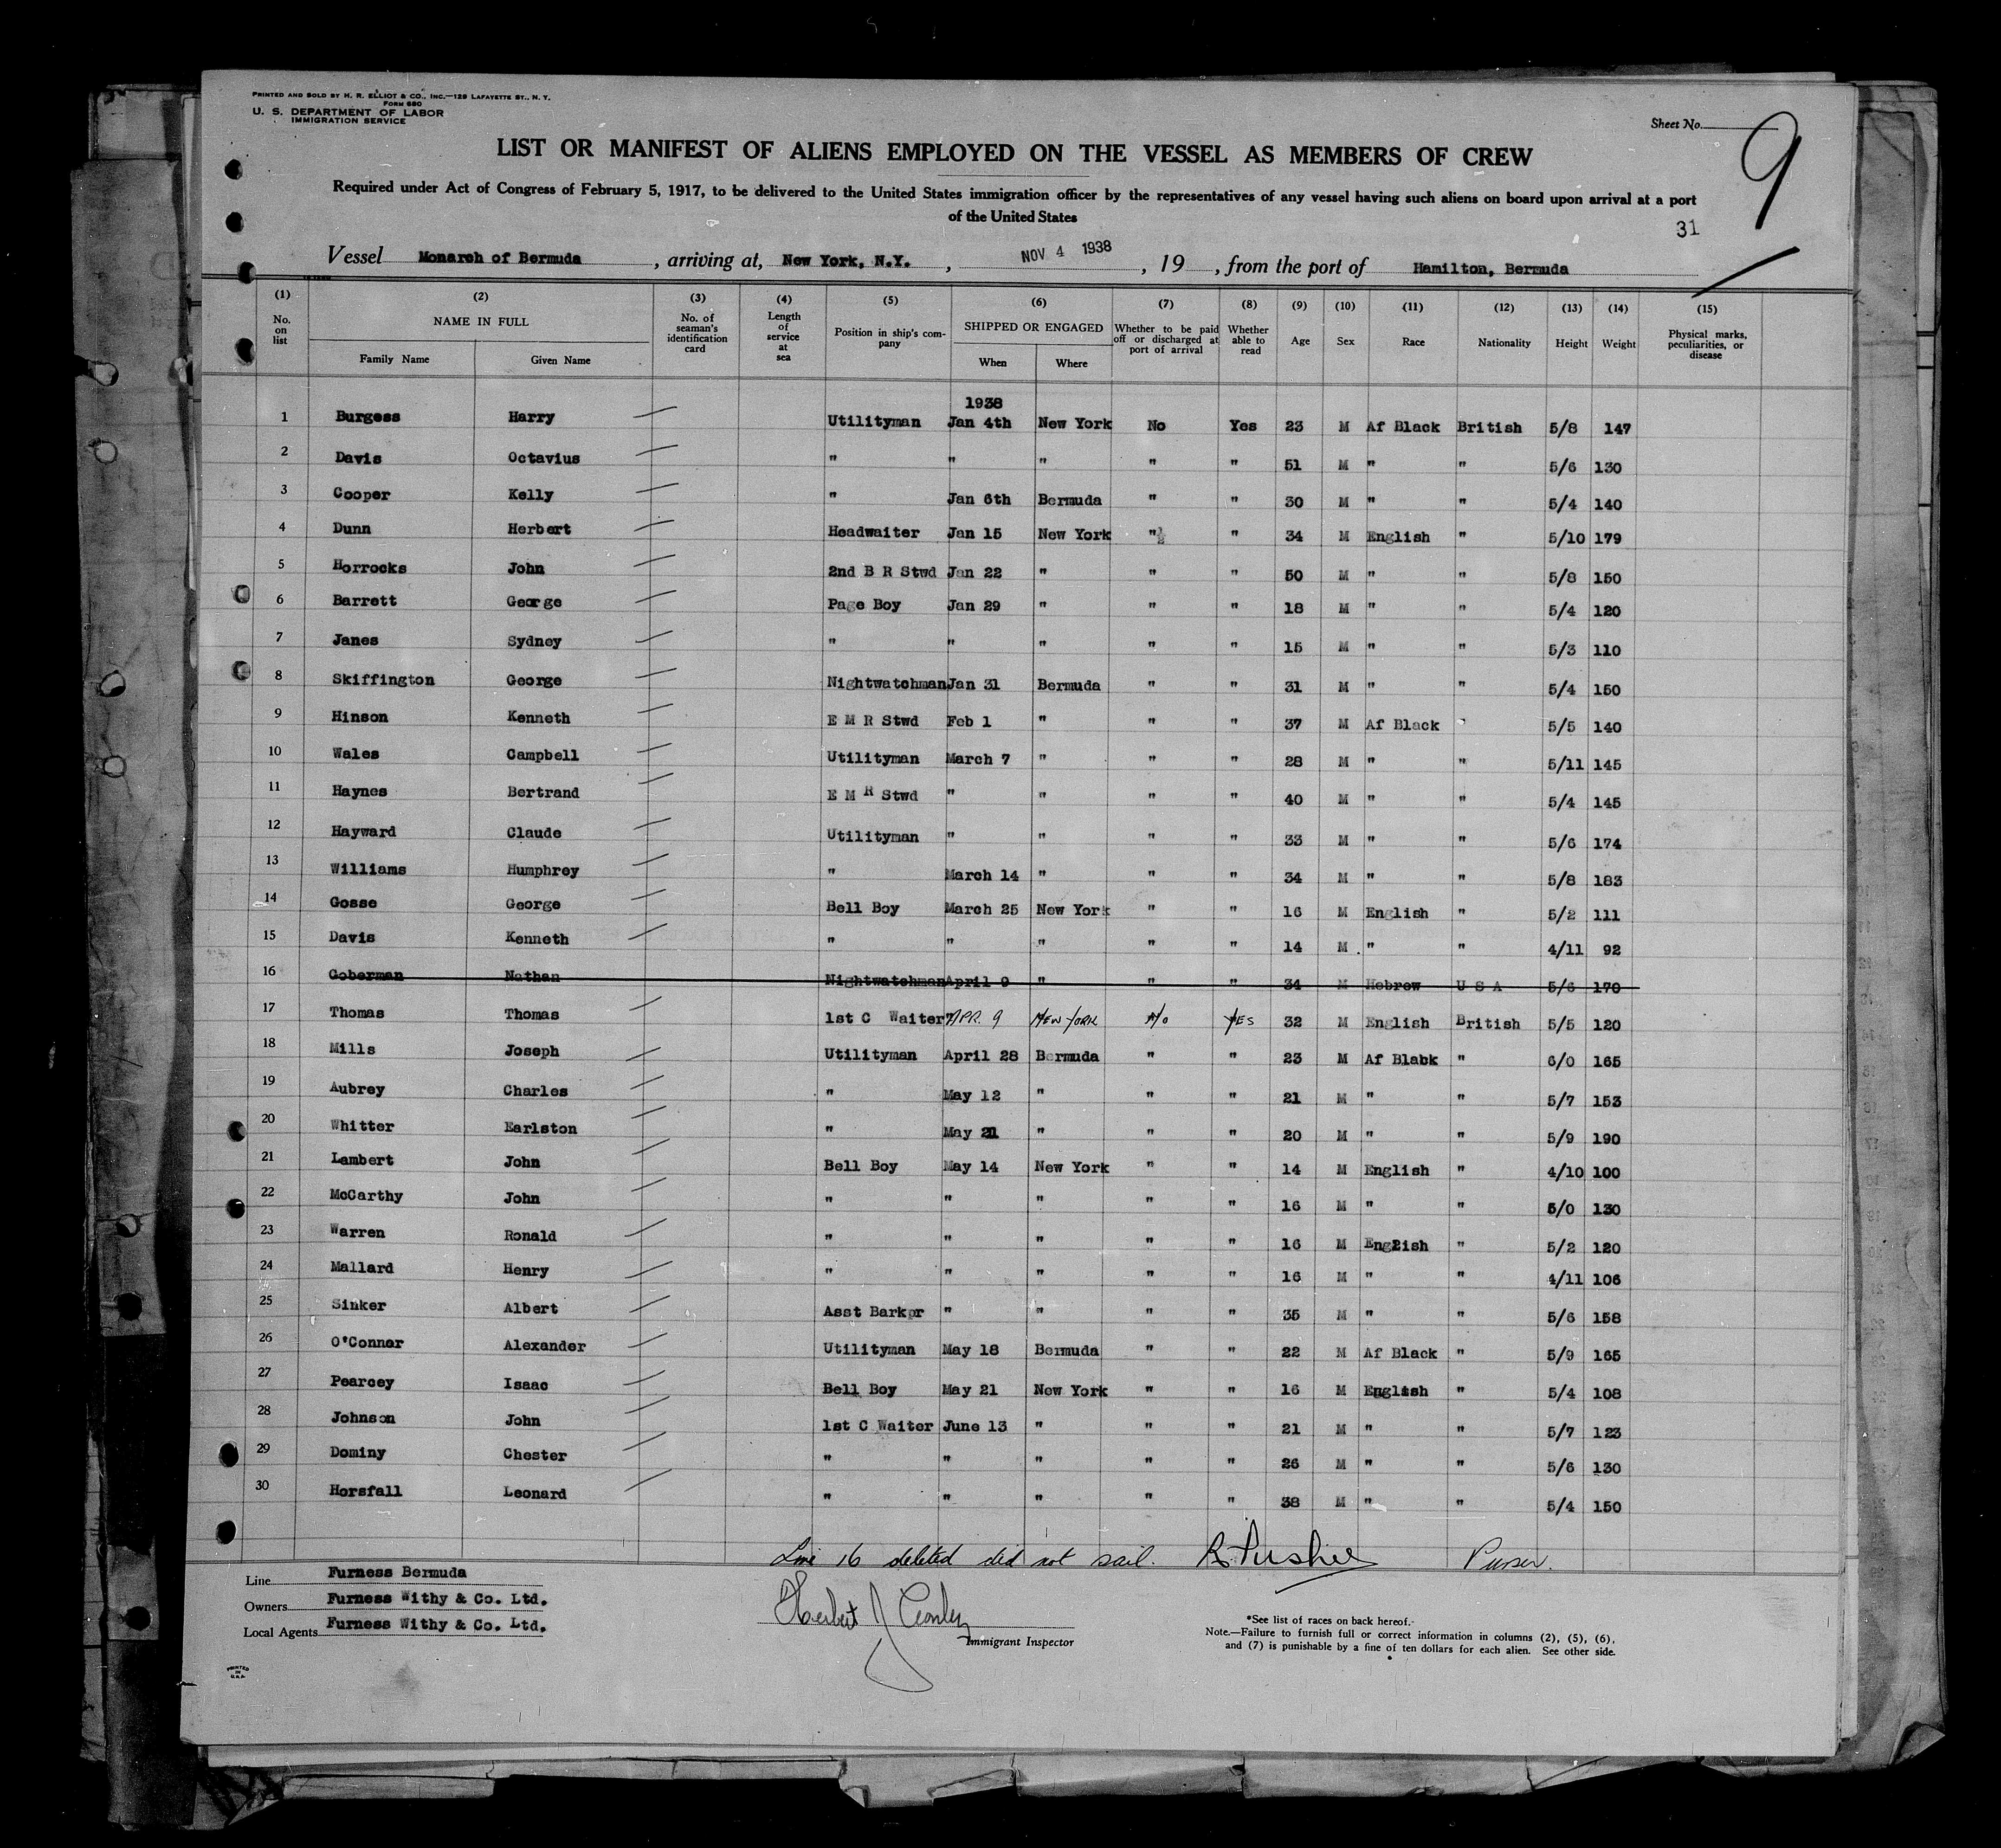 PRINTED AND SOLD BY H. R. ELLIOT & CO., INC.—129 LAFAYETTE ST., N. Y.
FORM 680
U. S. DEPARTMENT OF LABOR
IMMIGRATION SERVICE
Sheet No.
9
LIST OR MANIFEST OF ALIENS EMPLOYED ON THE VESSEL AS MEMBERS OF CREW
Required under Act of Congress of February 5, 1917, to be delivered to the United States immigration officer by the representatives of any vessel having such aliens on board upon arrival at a port
of the United States
31
Vessel Monarch of Bermuda, arriving at, New York, N.Y., NOV 4 1938, 19 , from the port of Hamilton, Bermuda
(1) (2) (3) (4) (5) (6) (7) (8) (9) (10) (11) (12) (13) (14) (15)
No. on list NAME IN FULL Family Name Given Name No. of seaman's identification card Length of service at sea Position in ship's company SHIPPED OR ENGAGED When Where Whether to be paid off or discharged at port of arrival Whether able to read Age Sex Race Nationality Height Weight Physical marks, peculiarities, or disease
1938
1 Burgess Harry Utilityman Jan 4th New York No Yes 23 M Af Black British 5/8 147
2 Davis Octavius " " " " " 51 M " " 5/6 130
3 Cooper Kelly " Jan 6th Bermuda " " 30 M " " 5/4 140
4 Dunn Herbert Headwaiter Jan 15 New York " " 34 M English " 5/10 179
5 Horrocks John 2nd B R Stwd Jan 22 " " " 50 M " " 5/8 150
6 Barrett George Page Boy Jan 29 " " " 18 M " " 5/4 120
7 Janes Sydney " " " " " 15 M " " 5/3 110
8 Skiffington George Nightwatchman Jan 31 Bermuda " " 31 M " " 5/4 150
9 Hinson Kenneth E M R Stwd Feb 1 " " " 37 M Af Black " 5/5 140
10 Wales Campbell Utilityman March 7 " " " 28 M " " 5/11 145
11 Haynes Bertrand E M R Stwd " " " " 40 M " " 5/4 145
12 Hayward Claude Utilityman " " " " 33 M " " 5/6 174
13 Williams Humphrey " March 14 " " " 34 M " " 5/8 183
14 Gosse George Bell Boy March 25 New York " " 16 M English " 5/2 111
15 Davis Kenneth " " " " " 14 M " " 4/11 92
16 Goberman Nathan Nightwatchman April 9 " " " 34 M Hebrew U S A 5/6 170
17 Thomas Thomas 1st C Waiter APR. 9 NEW YORK No YES 32 M English British 5/5 120
18 Mills Joseph Utilityman April 28 Bermuda " " 23 M Af Black " 6/0 165
19 Aubrey Charles " May 12 " " " 21 M " " 5/7 153
20 Whitter Earlston " May 21 " " " 20 M " " 5/9 190
21 Lambert John Bell Boy May 14 New York " " 14 M English " 4/10 100
22 McCarthy John " " " " " 16 M " " 5/0 130
23 Warren Ronald " " " " " 16 M English " 5/2 120
24 Mallard Henry " " " " " 16 M " " 4/11 106
25 Sinker Albert Asst Barkpr " " " " 35 M " " 5/6 158
26 O'Connor Alexander Utilityman May 18 Bermuda " " 22 M Af Black " 5/9 165
27 Pearcey Isaac Bell Boy May 21 New York " " 16 M English " 5/4 108
28 Johnson John 1st C Waiter June 13 " " " 21 M " " 5/7 123
29 Dominy Chester " " " " " 26 M " " 5/6 130
30 Horsfall Leonard " " " " " 38 M " " 5/4 150
Line 16 deleted did not sail. Purser.
Line Furness Bermuda
Owners Furness Withy & Co. Ltd.
Local Agents Furness Withy & Co. Ltd.
Herbert J
Immigrant Inspector
*See list of races on back hereof.
Note.—Failure to furnish full or correct information in columns (2), (5), (6),
and (7) is punishable by a fine of ten dollars for each alien. See other side.
PRINTED
IN
U.S.A.